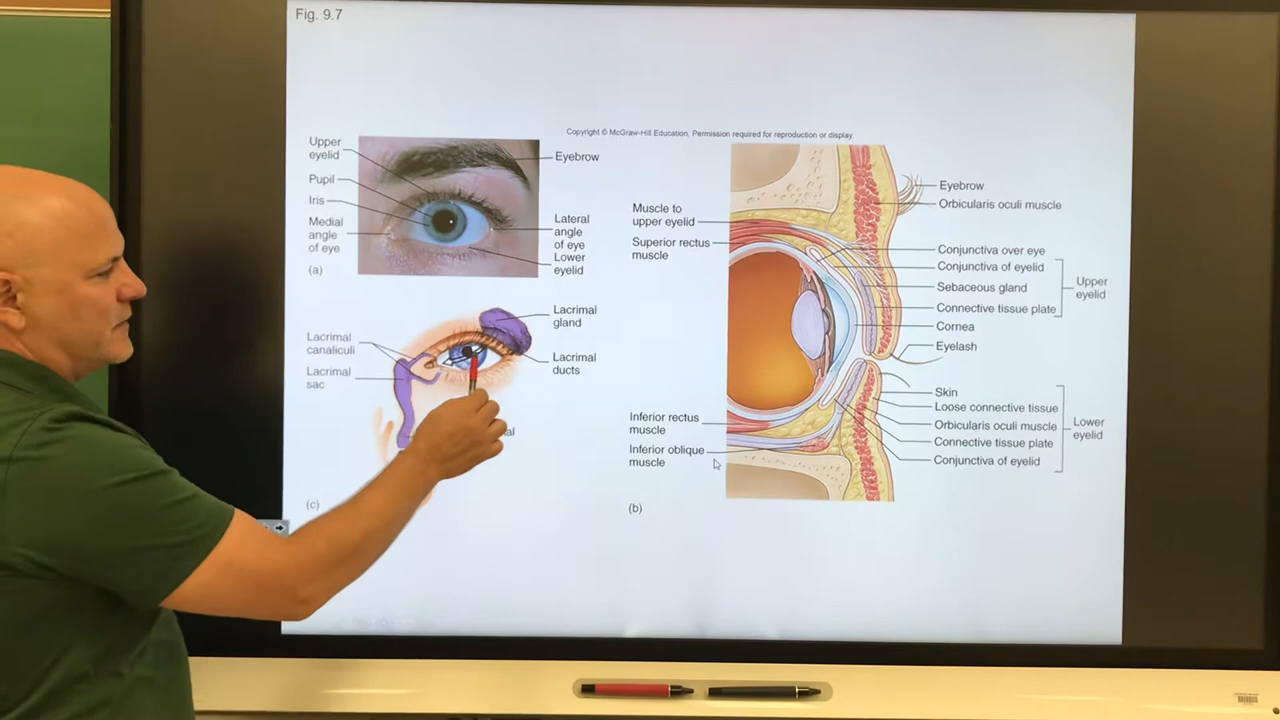 Fig. 9.7
Copyright © McGraw-Hill Education. Permission required for reproduction or display.
Upper
eyelid
Pupil
Iris
Medial
angle
of eye
Eyebrow
Lateral
angle
of eye
Lower
eyelid
(a)
Lacrimal
gland
Lacrimal
canaliculi
Lacrimal
sac
Lacrimal
ducts
al
(c)
Muscle to
upper eyelid
Superior rectus
muscle
Inferior rectus
muscle
Inferior oblique
muscle
Eyebrow
Orbicularis oculi muscle
Conjunctiva over eye
Conjunctiva of eyelid
Sebaceous gland
Connective tissue plate
Cornea
Eyelash
Upper
eyelid
Skin
Loose connective tissue
Orbicularis oculi muscle
Connective tissue plate
Conjunctiva of eyelid
Lower
eyelid
(b)